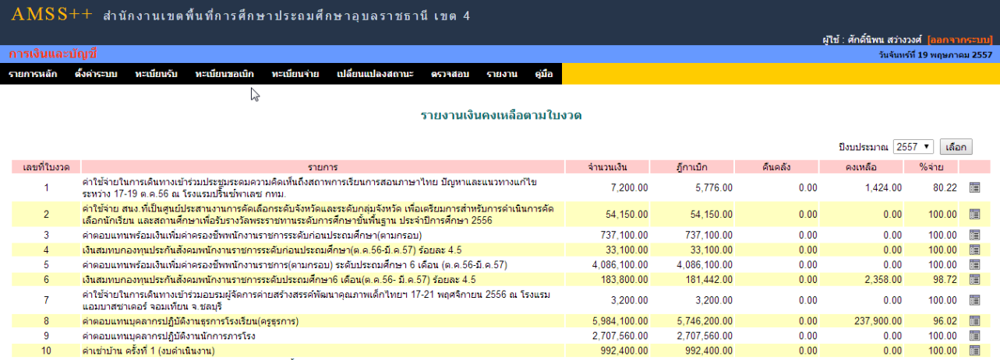 AMSS++ สำนักงานเขตพื้นที่การศึกษาประถมศึกษาอุบลราชธานี เขต 4
ผู้ใช้ : ศักดิ์นิพน สว่างวงศ์ [ออกจากระบบ]
การเงินและบัญชี วันจันทร์ที่ 19 พฤษภาคม 2557
รายการหลัก ตั้งค่าระบบ ทะเบียนรับ ทะเบียนขอเบิก ทะเบียนจ่าย เปลี่ยนแปลงสถานะ ตรวจสอบ รายงาน คู่มือ
รายงานเงินคงเหลือตามใบงวด
ปีงบประมาณ 2557 เลือก
เลขที่ใบงวด รายการ จำนวนเงิน ฎีกาเบิก คืนคลัง คงเหลือ %จ่าย
1 ค่าใช้จ่ายในการเดินทางเข้าร่วมประชุมระดมความคิดเห็นถึงสภาพการเรียนการสอนภาษาไทย ปัญหาและแนวทางแก้ไข
ระหว่าง 17-19 ต.ค.56 ณ โรงแรมปริ๊นซ์พาเลซ กทม. 7,200.00 5,776.00 0.00 1,424.00 80.22
2 ค่าใช้จ่าย สนง.ที่เป็นศูนย์ประสานงานการคัดเลือกระดับจังหวัดและระดับกลุ่มจังหวัด เพื่อเตรียมการสำหรับการดำเนินการคัด
เลือกนักเรียน และสถานศึกษาเพื่อรับรางวัลพระราชทานระดับการศึกษาขั้นพื้นฐาน ประจำปีการศึกษา 2556 54,150.00 54,150.00 0.00 0.00 100.00
3 ค่าตอบแทนพร้อมเงินเพิ่มค่าครองชีพพนักงานราชการระดับก่อนประถมศึกษา(ตามกรอบ) 737,100.00 737,100.00 0.00 0.00 100.00
4 เงินสมทบกองทุนประกันสังคมพนักงานราชการระดับก่อนประถมศึกษา(ต.ค.56-มี.ค.57) ร้อยละ 4.5 33,100.00 33,100.00 0.00 0.00 100.00
5 ค่าตอบแทนพร้อมเงินเพิ่มค่าครองชีพพนักงานราชการ(ตามกรอบ) ระดับประถมศึกษา 6 เดือน (ต.ค.56-มี.ค.57) 4,086,100.00 4,086,100.00 0.00 0.00 100.00
6 เงินสมทบกองทุนประกันสังคมพนักงานราชการระดับประถมศึกษา6 เดือน(ต.ค.56- มี.ค.57) ร้อยละ 4.5 183,800.00 181,442.00 0.00 2,358.00 98.72
7 ค่าใช้จ่ายในการเดินทางเข้าร่วมอบรมผู้จัดการค่ายสร้างสรรค์พัฒนาคุณภาพเด็กไทยฯ 17-21 พฤศจิกายน 2556 ณ โรงแรม
แอมบาสซาเดอร์ จอมเทียน จ.ชลบุรี 3,200.00 3,200.00 0.00 0.00 100.00
8 ค่าตอบแทนบุคลากรปฏิบัติงานธุรการโรงเรียน(ครูธุรการ) 5,984,100.00 5,746,200.00 0.00 237,900.00 96.02
9 ค่าตอบแทนบุคลากรปฏิบัติงานนักการภารโรง 2,707,560.00 2,707,560.00 0.00 0.00 100.00
10 ค่าเช่าบ้าน ครั้งที่ 1 (งบดำเนินงาน) 992,400.00 992,400.00 0.00 0.00 100.00